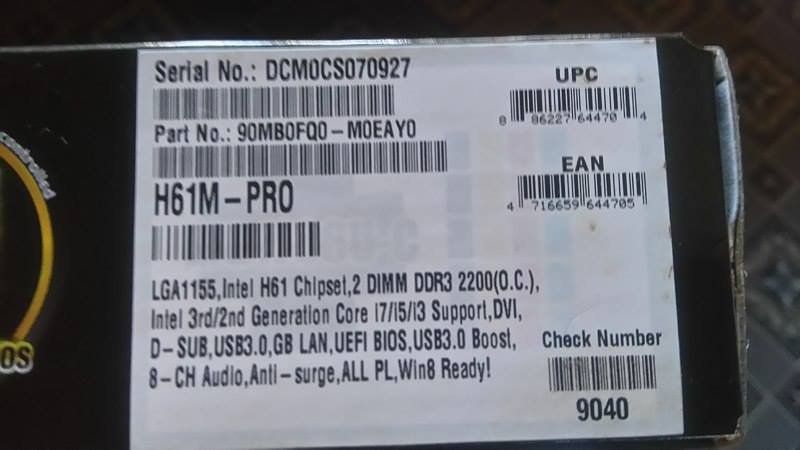 controlled
OS
Serial No.: DCM0CS070927
Part No.: 90MB0FQ0-M0EAY0
H61M-PRO
LGA1155,Intel H61 Chipset,2 DIMM DDR3 2200(O.C.),
Intel 3rd/2nd Generation Core I7/I5/I3 Support,DVI,
D-SUB,USB3.0,GB LAN,UEFI BIOS,USB3.0 Boost,
8-CH Audio,Anti-surge,ALL PL,Win8 Ready!
UPC
8 86227 64470 4
EAN
4 716659 644705
Check Number
9040